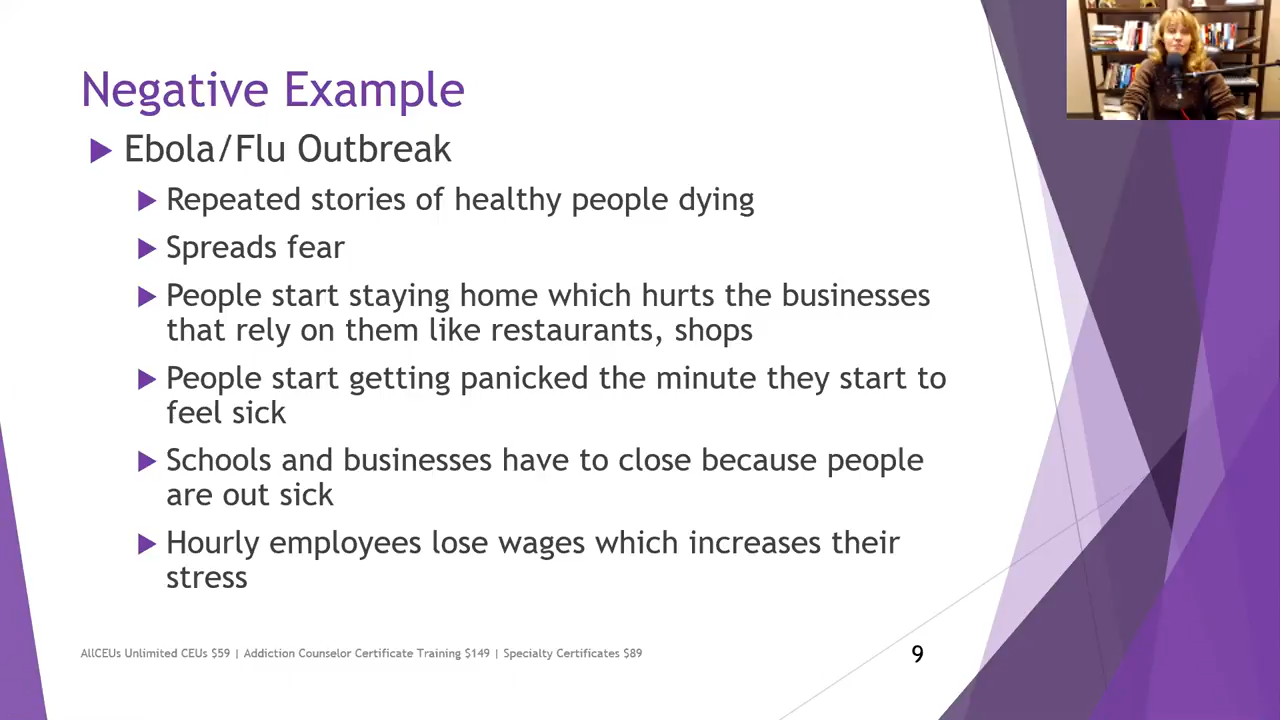 Negative Example
Ebola/Flu Outbreak
Repeated stories of healthy people dying
Spreads fear
People start staying home which hurts the businesses
that rely on them like restaurants, shops
People start getting panicked the minute they start to
feel sick
Schools and businesses have to close because people
are out sick
Hourly employees lose wages which increases their
stress
AllCEUs Unlimited CEUs $59 | Addiction Counselor Certificate Training $149 | Specialty Certificates $89
9